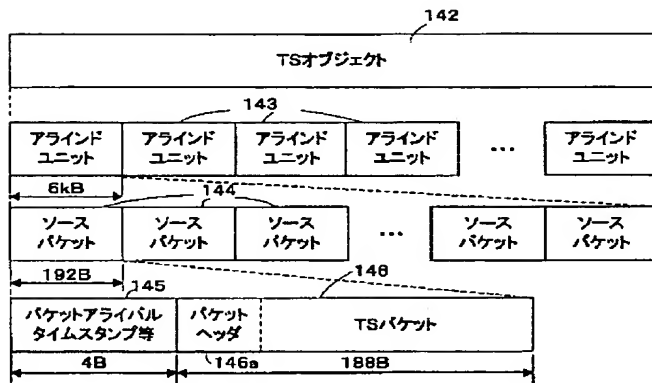 142
TSオブジェクト
143
アラインド
ユニット
アラインド
ユニット
アラインド
ユニット
アラインド
ユニット
...
アラインド
ユニット
6kB
144
ソース
パケット
ソース
パケット
ソース
パケット
...
ソース
パケット
ソース
パケット
192B
145
146
パケットアライバル
タイムスタンプ等
パケット
ヘッダ
TSパケット
4B
146a
188B